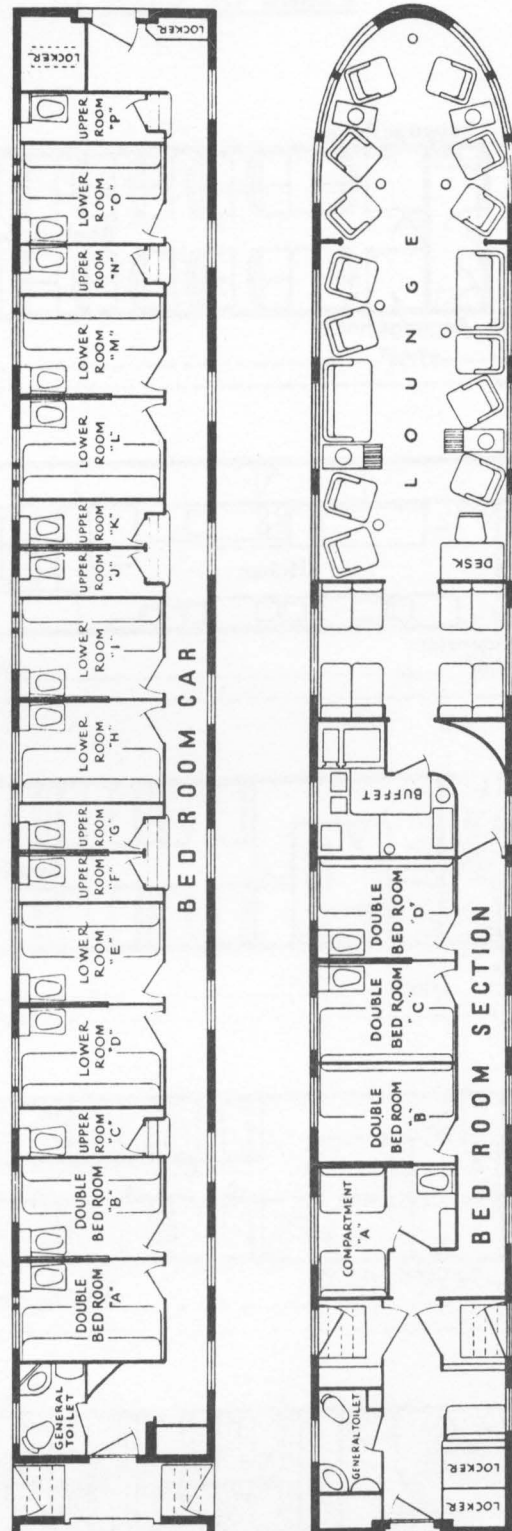 LOCKER
LOCKER
UPPER
ROOM
"P"
LOWER
ROOM
"O"
UPPER
ROOM
"N"
LOWER
ROOM
"M"
LOWER
ROOM
"L"
UPPER
ROOM
"K"
UPPER
ROOM
"J"
LOWER
ROOM
"I"
LOWER
ROOM
"H"
UPPER
ROOM
"G"
UPPER
ROOM
"F"
LOWER
ROOM
"E"
LOWER
ROOM
"D"
UPPER
ROOM
"C"
DOUBLE
BED ROOM
"B"
DOUBLE
BED ROOM
"A"
GENERAL
TOILET
BEDROOM CAR
LOUNGE
DESK
BUFFET
DOUBLE
BED ROOM
"D"
DOUBLE
BED ROOM
"C"
DOUBLE
BED ROOM
"B"
COMPARTMENT
"A"
GENERAL TOILET
LOCKER
LOCKER
BED ROOM SECTION